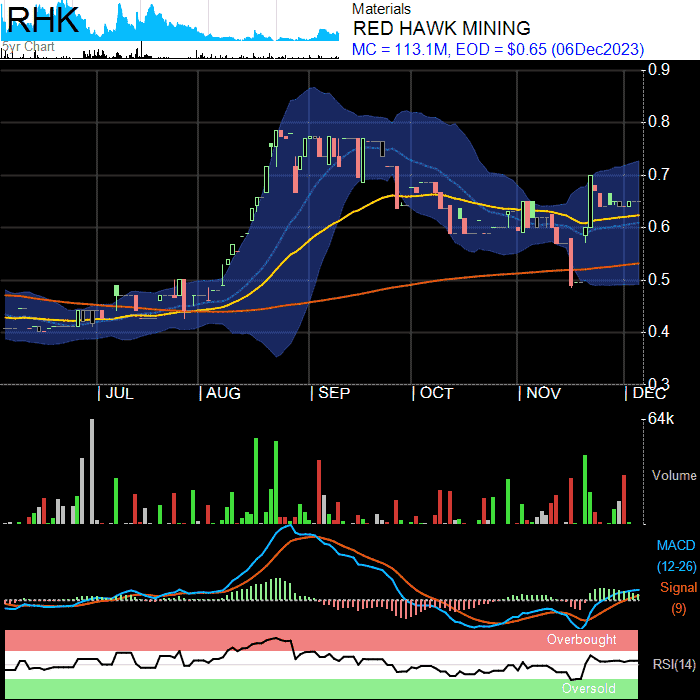 RHK
5yr Chart
Materials
RED HAWK MINING
MC = 113.1M, EOD = $0.65 (06Dec2023)
0.9
0.8
0.7
0.6
0.5
0.4
0.3
| JUL | AUG | SEP | OCT | NOV | DEC
64k
Volume
MACD
(12-26)
Signal
(9)
Overbought
RSI(14)
Oversold